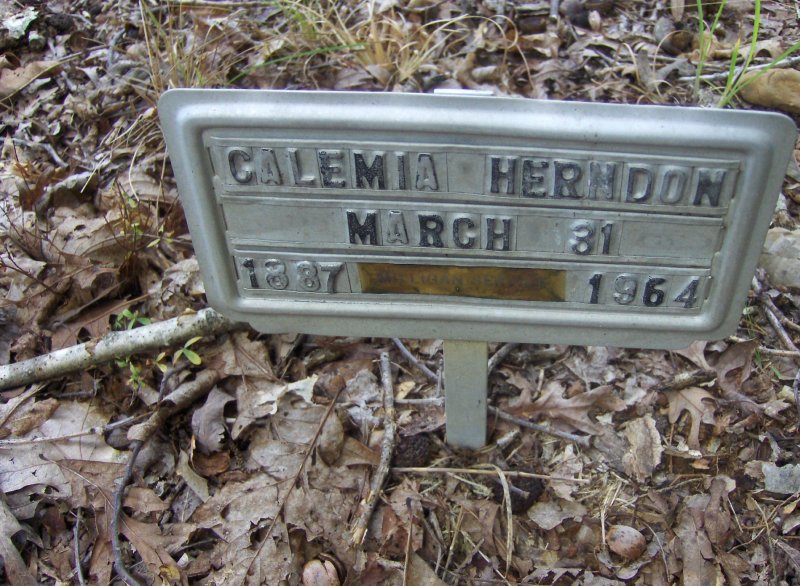 CALEMIA HERNDON
MARCH 31
1887 1964